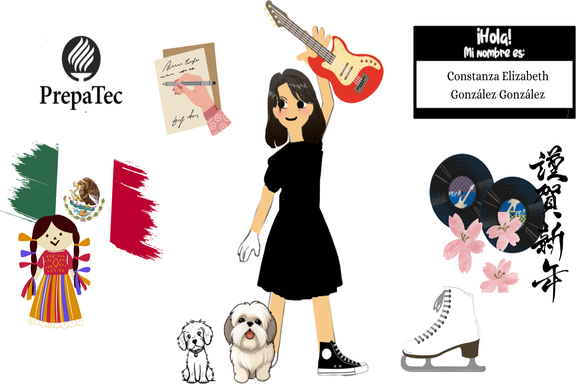 PrepaTec
¡Hola!
Mi nombre es:
Constanza Elizabeth
González González
謹賀新年